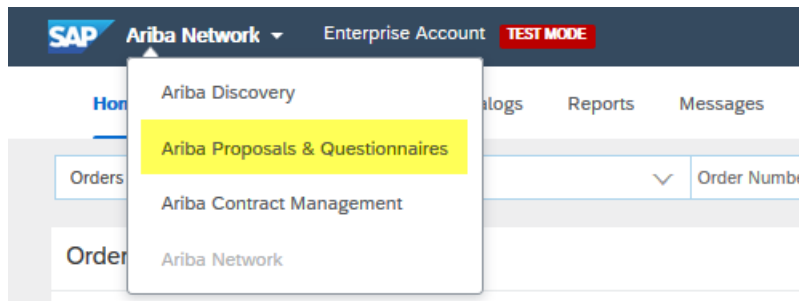 SAP Ariba Network Enterprise Account TEST MODE
Ariba Discovery
Reports Messages
Ariba Proposals & Questionnaires
Orders Order
Ariba Contract Management
Order
Ariba Network